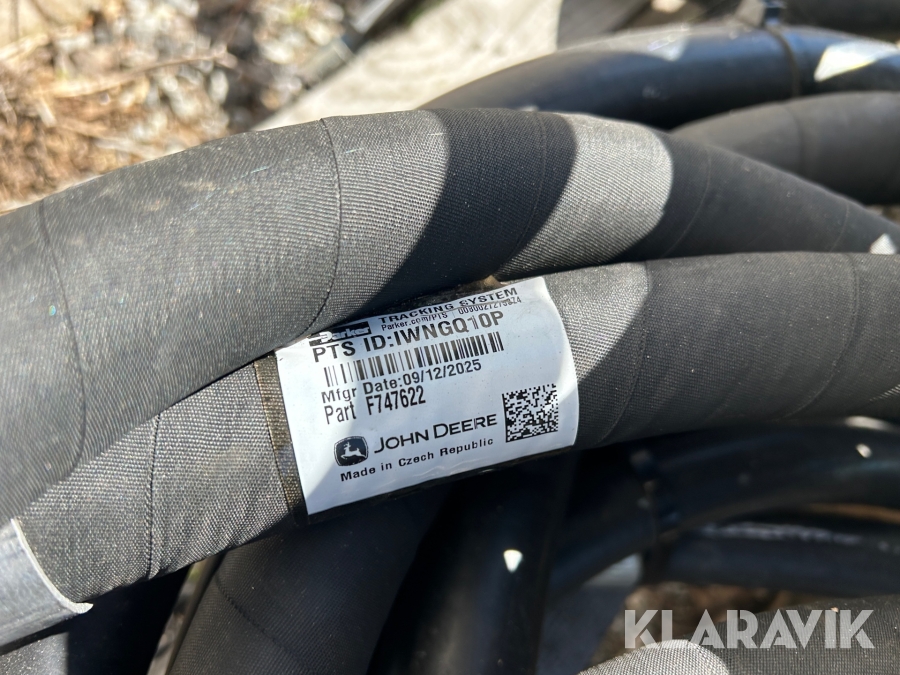 Parker TRACKING SYSTEM
Parker.com/PTS
PTS ID:IWNGQ10P
Mfgr Date:09/12/2025
Part F747622
JOHN DEERE
Made in Czech Republic
KLARAVIK